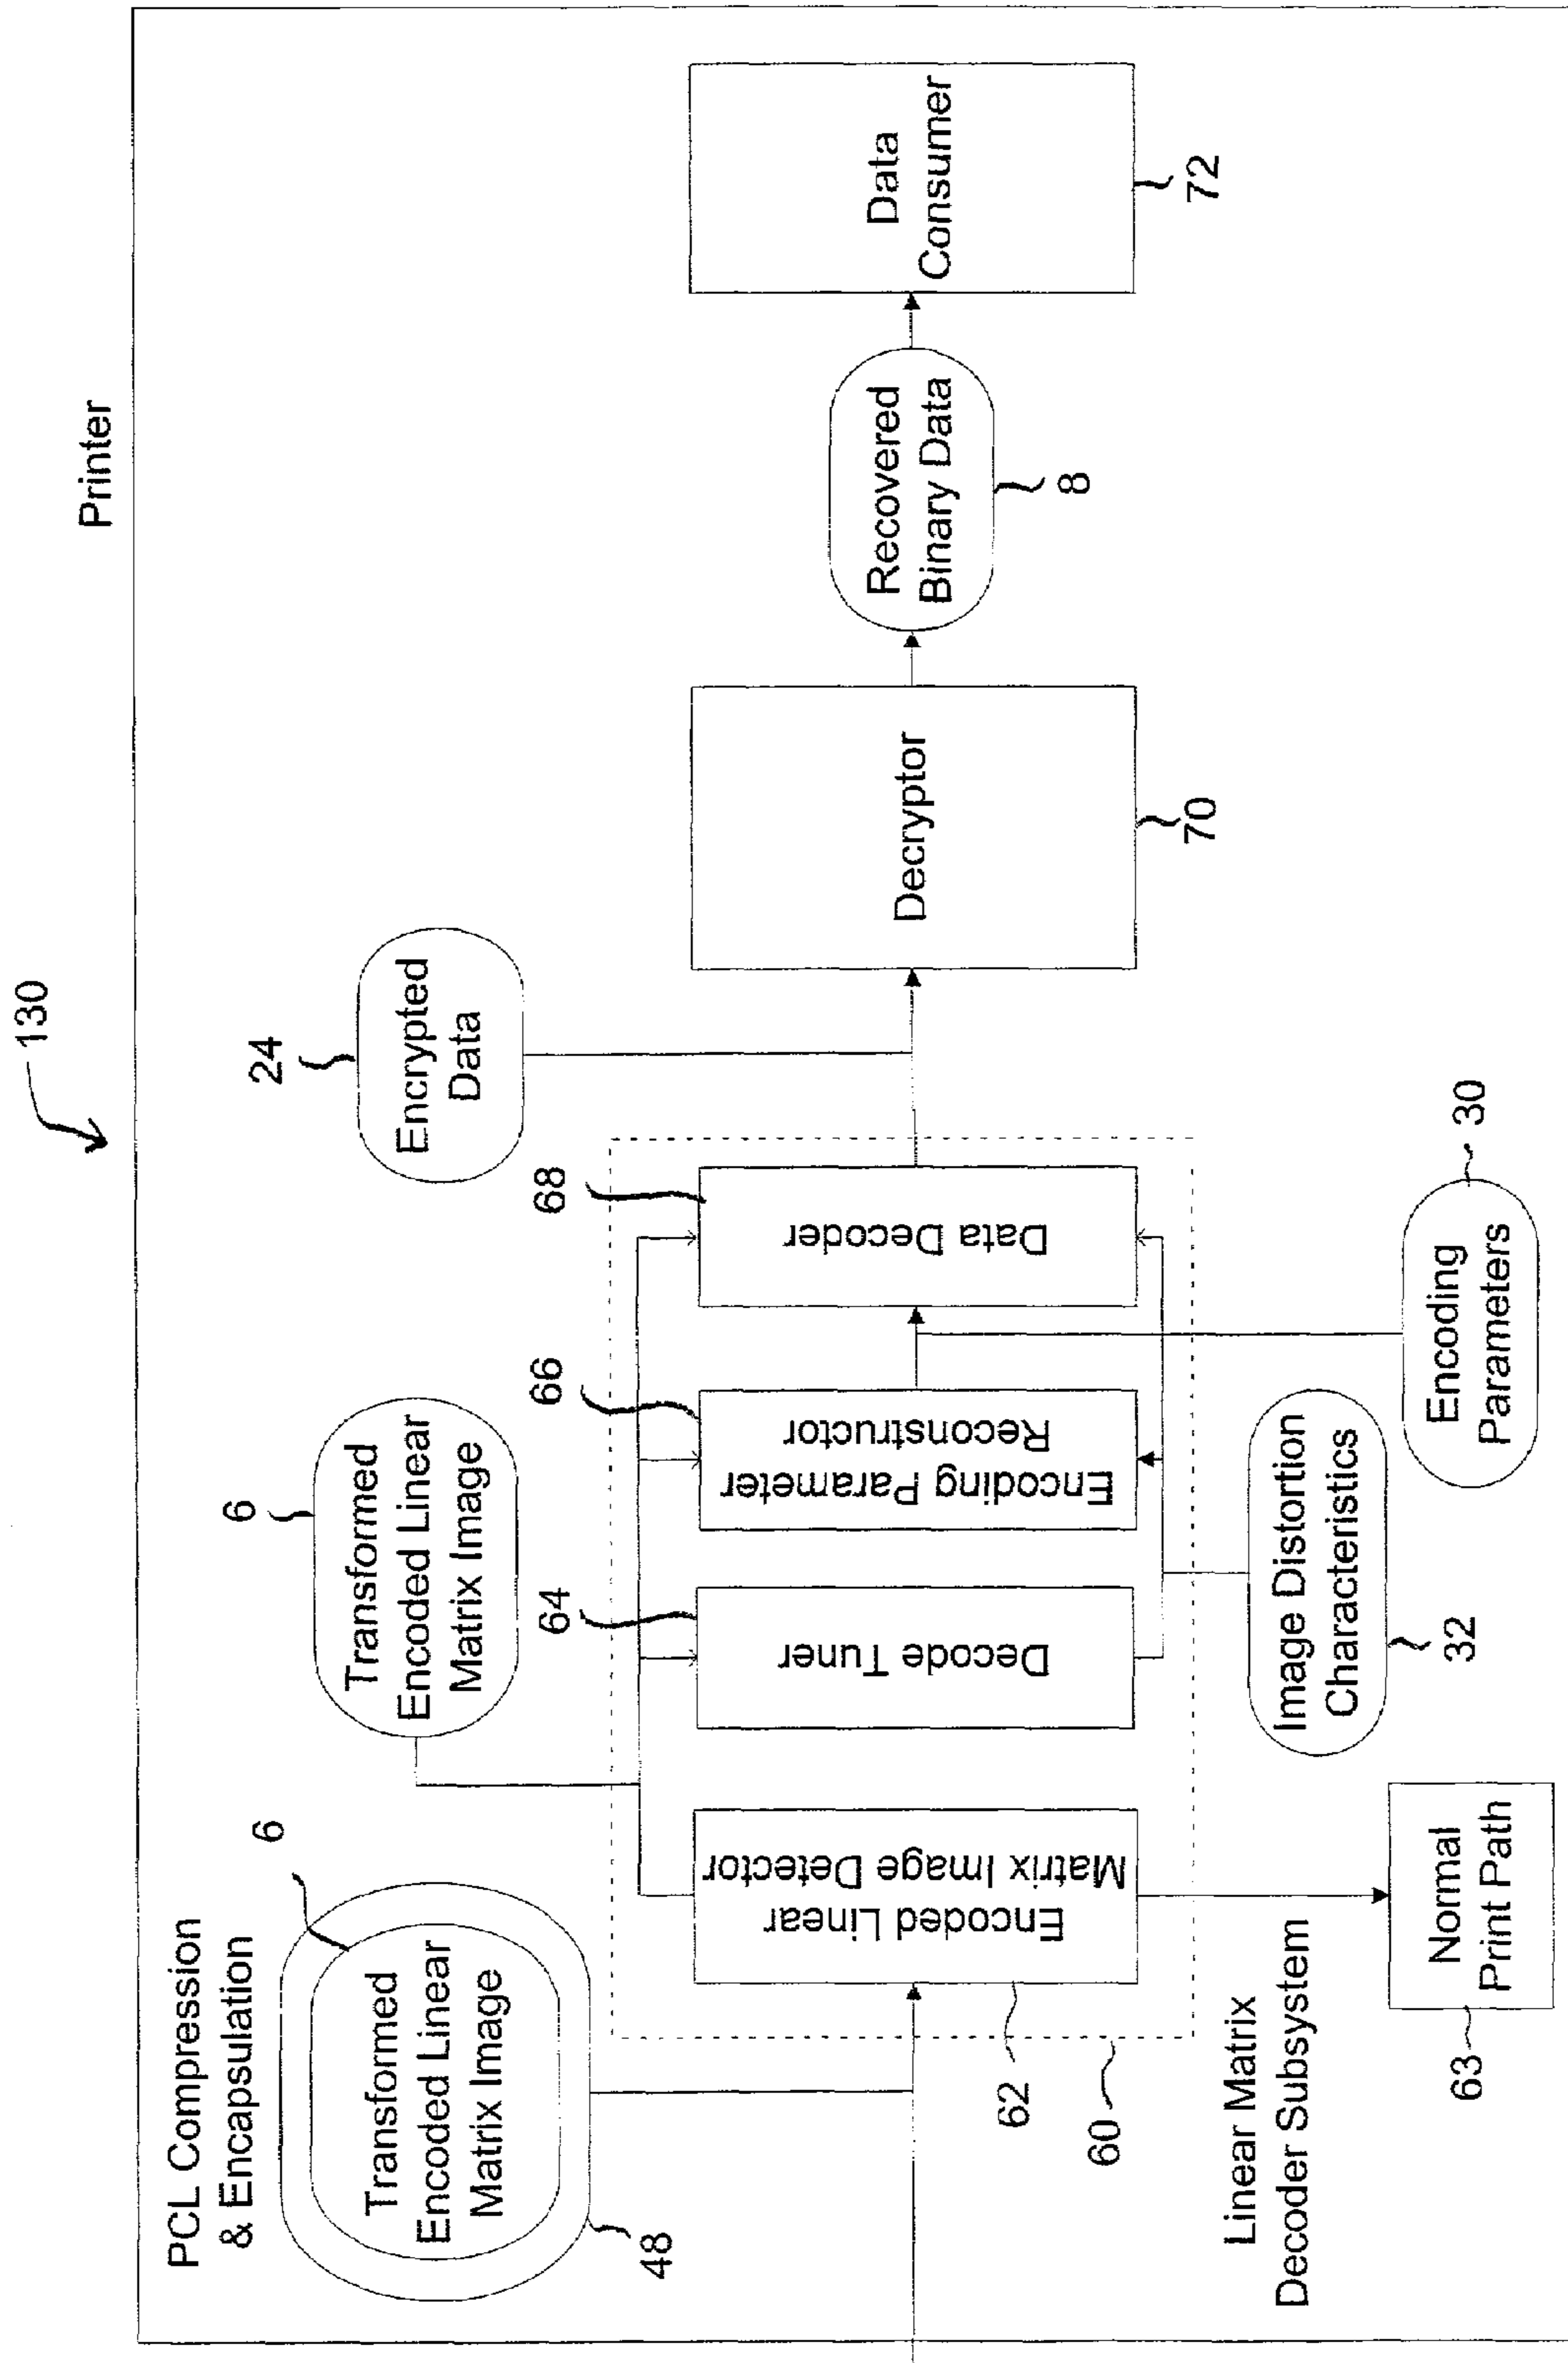 130
Printer
PCL Compression
& Encapsulation
6
Transformed
Encoded Linear
Matrix Image
48
6
Transformed
Encoded Linear
Matrix Image
24
Encrypted
Data
62
Encoded Linear
Matrix Image Detector
64
Decode Tuner
66
Encoding Parameter
Reconstructor
68
Data Decoder
60
Linear Matrix
Decoder Subsystem
63
Normal
Print Path
32
Image Distortion
Characteristics
30
Encoding
Parameters
Decryptor
70
Recovered
Binary Data
8
Data
Consumer
72